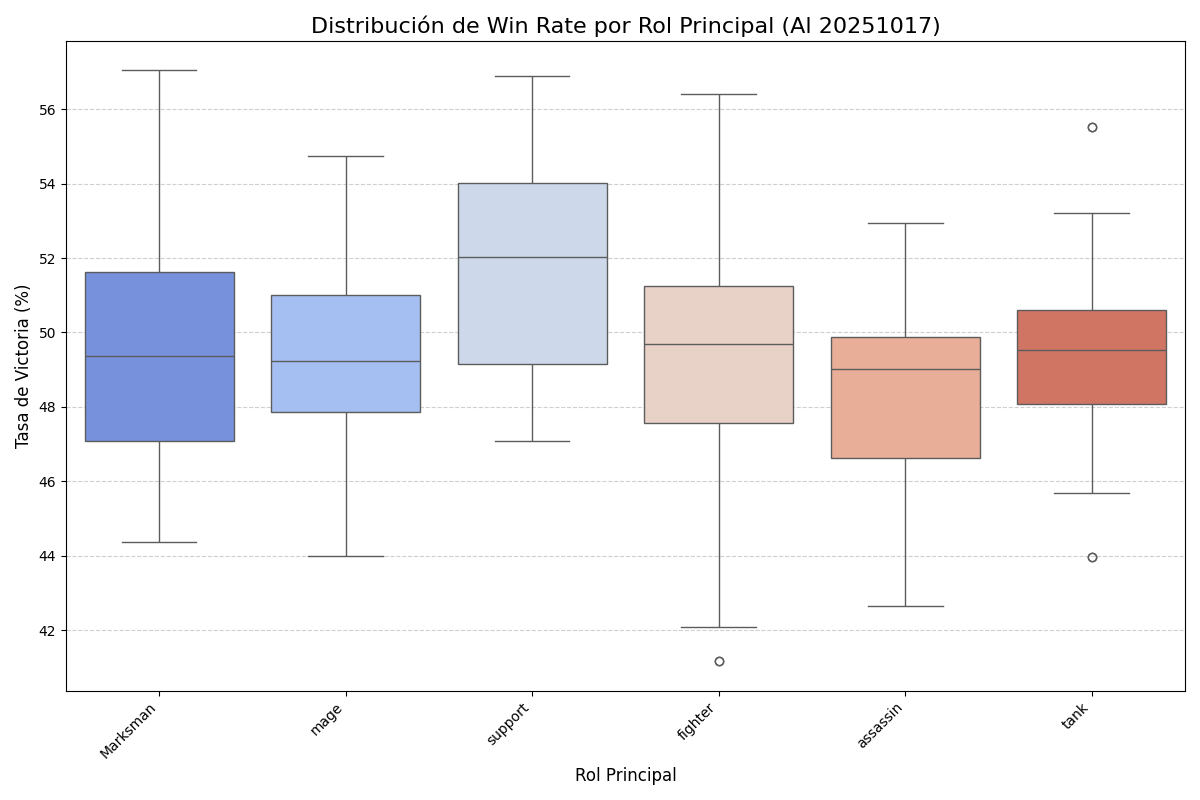 Distribución de Win Rate por Rol Principal (Al 20251017)
Tasa de Victoria (%)
56
54
52
50
48
46
44
42
Marksman
mage
support
fighter
assassin
tank
Rol Principal